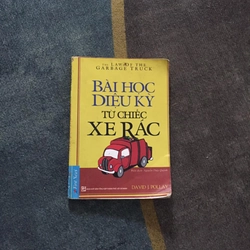 THE LAW OF THE
GARBAGE TRUCK
BÀI HỌC
DIỆU KỲ
TỪ CHIẾC
XE RÁC
DAVID J. POLLAY